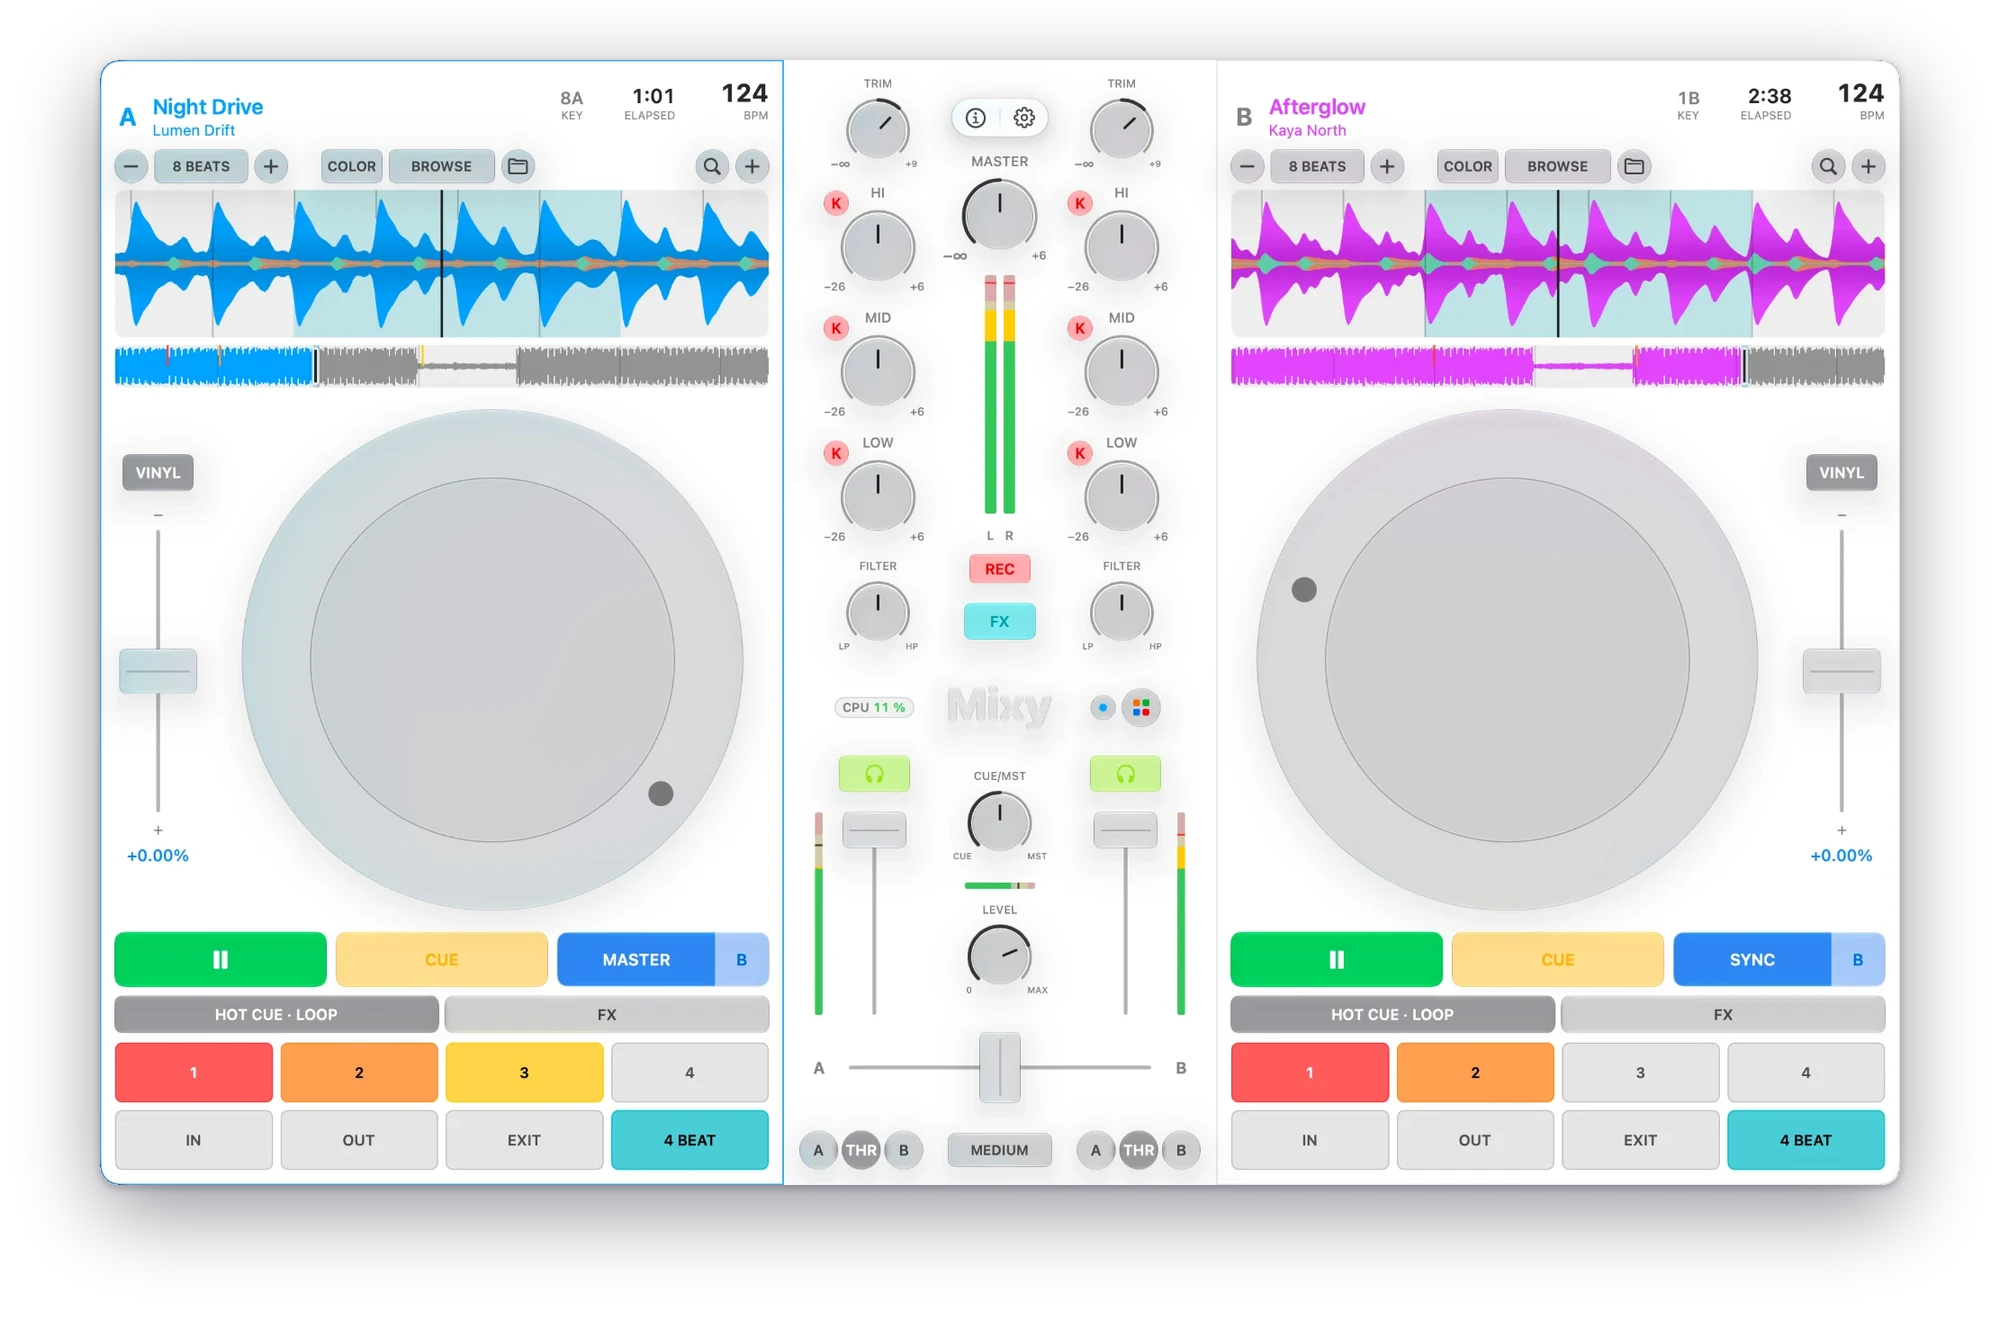 A
Night Drive
Lumen Drift
8A
KEY
1:01
ELAPSED
124
BPM
− 8 BEATS + COLOR BROWSE +
VINYL
−
+
+0.00%
CUE MASTER B
HOT CUE · LOOP FX
1 2 3 4
IN OUT EXIT 4 BEAT
TRIM
−∞ +9
K HI
−26 +6
K MID
−26 +6
K LOW
−26 +6
FILTER
LP HP
MASTER
−∞ +6
L R
REC
FX
TRIM
−∞ +9
K HI
−26 +6
K MID
−26 +6
K LOW
−26 +6
FILTER
LP HP
CPU 11 % Mixy
CUE/MST
CUE MST
LEVEL
0 MAX
A B
A THR B MEDIUM A THR B
B
Afterglow
Kaya North
1B
KEY
2:38
ELAPSED
124
BPM
− 8 BEATS + COLOR BROWSE +
VINYL
−
+
+0.00%
CUE SYNC B
HOT CUE · LOOP FX
1 2 3 4
IN OUT EXIT 4 BEAT